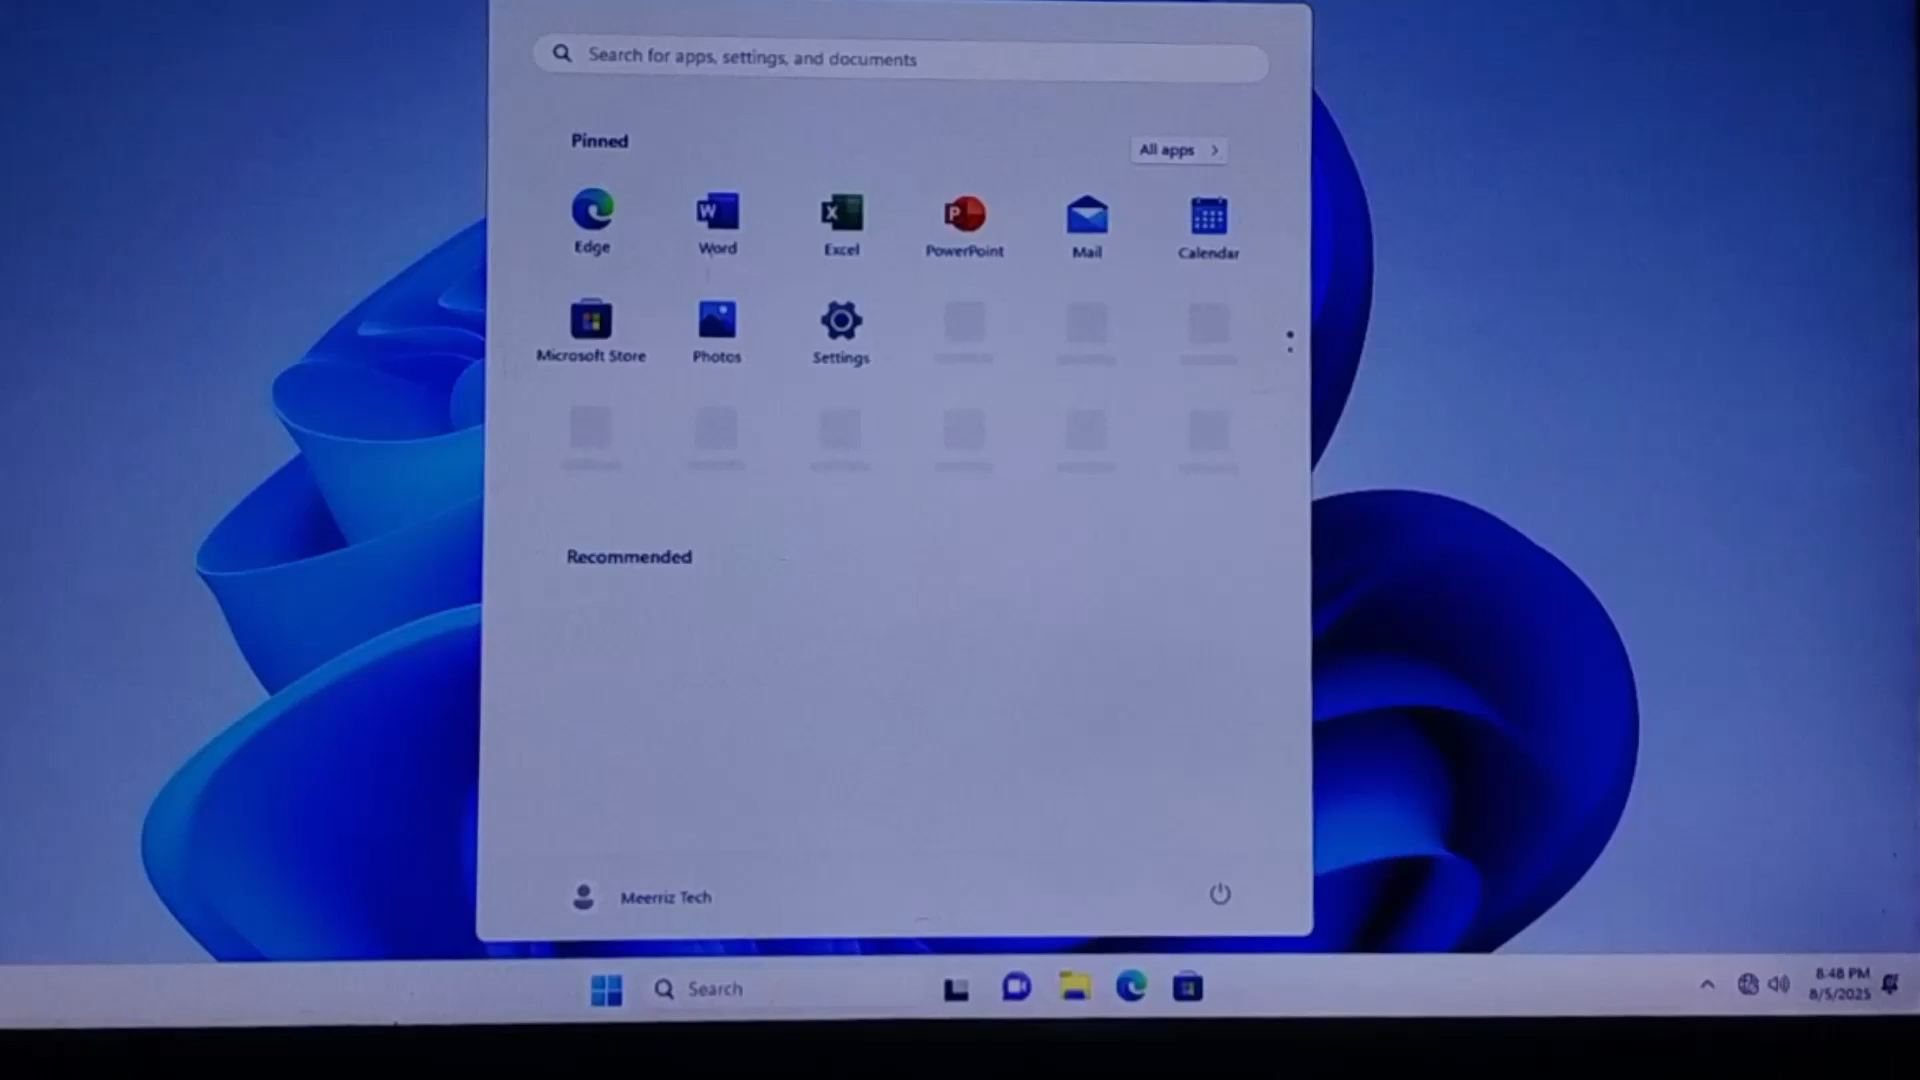 Search for apps, settings, and documents
Pinned
All apps >
Edge
Word
Excel
PowerPoint
Mail
Calendar
Microsoft Store
Photos
Settings
Recommended
Meerriz Tech
Search
8:48 PM
8/5/2025